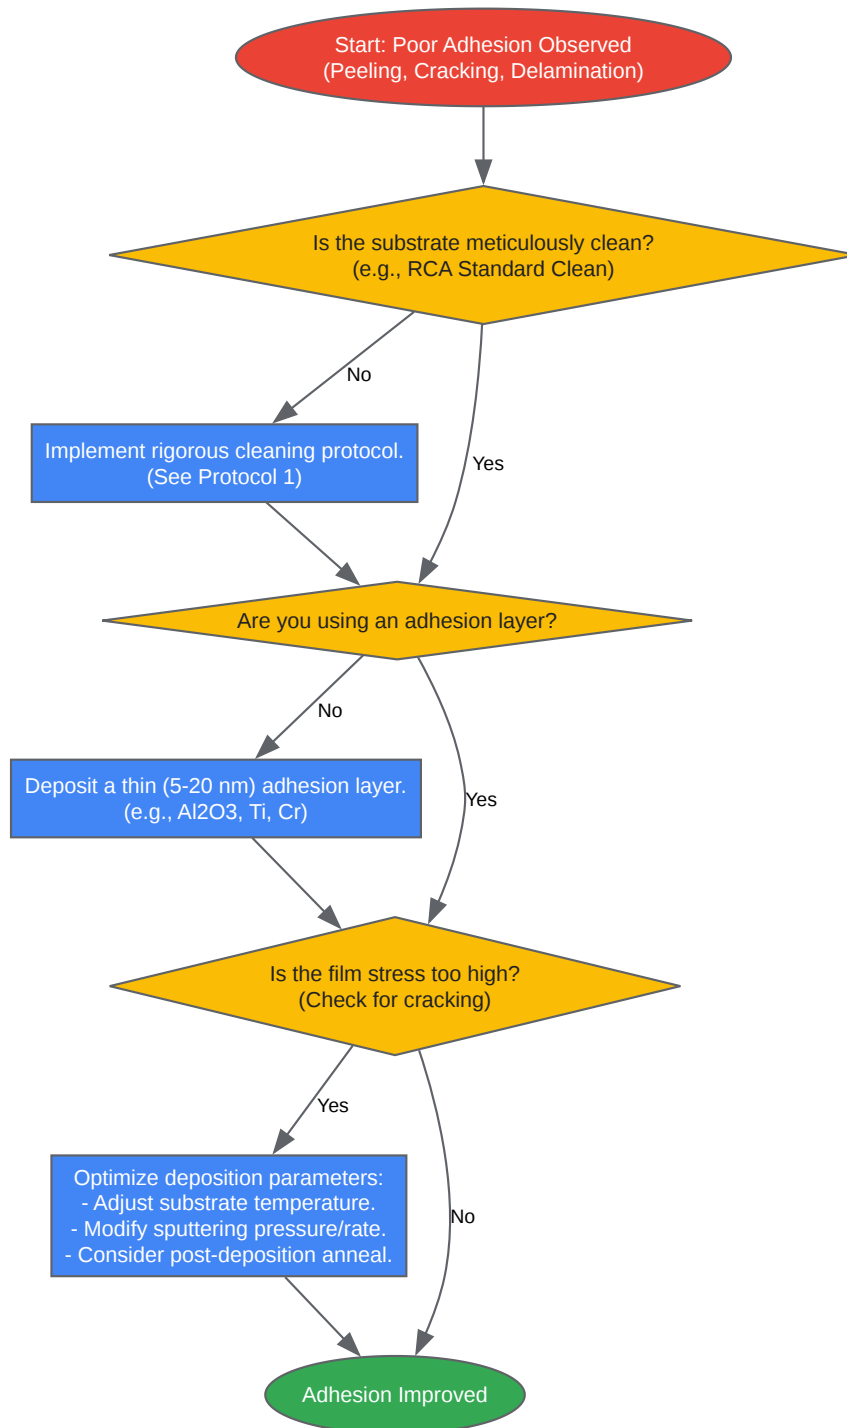 Start: Poor Adhesion Observed
(Peeling, Cracking, Delamination)
Is the substrate meticulously clean?
(e.g., RCA Standard Clean)
No
Yes
Implement rigorous cleaning protocol.
(See Protocol 1)
Are you using an adhesion layer?
No
Yes
Deposit a thin (5-20 nm) adhesion layer.
(e.g., Al2O3, Ti, Cr)
Is the film stress too high?
(Check for cracking)
Yes
No
Optimize deposition parameters:
- Adjust substrate temperature.
- Modify sputtering pressure/rate.
- Consider post-deposition anneal.
Adhesion Improved